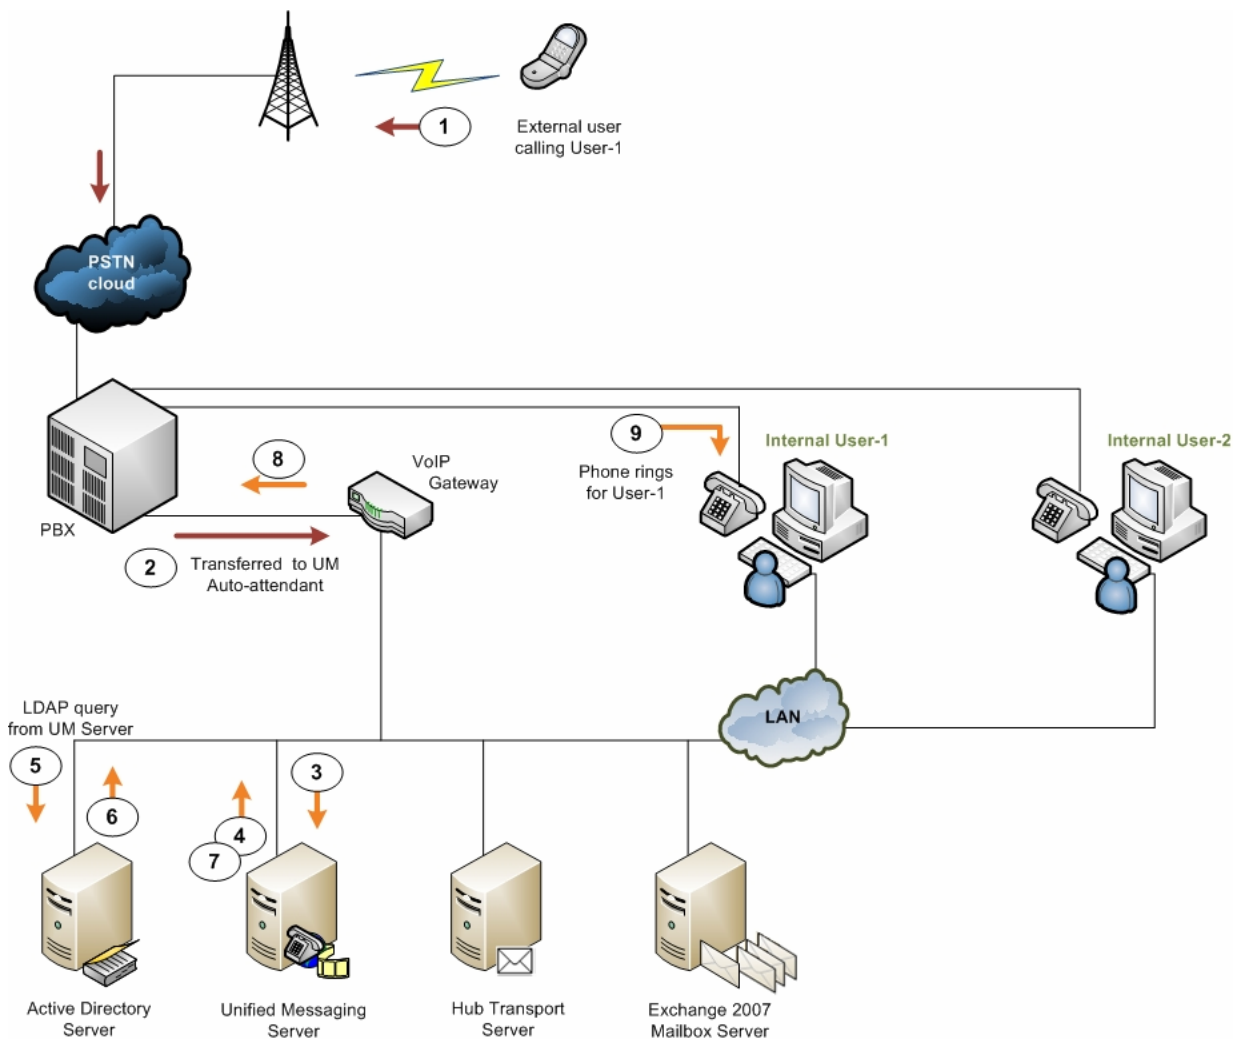 1
External user
calling User-1
PSTN
cloud
9
Internal User-1
Internal User-2
8
VoIP
Gateway
Phone rings
for User-1
PBX
2
Transferred to UM
Auto-attendant
LDAP query
from UM Server
LAN
5
3
6
4
7
Active Directory
Server
Unified Messaging
Server
Hub Transport
Server
Exchange 2007
Mailbox Server